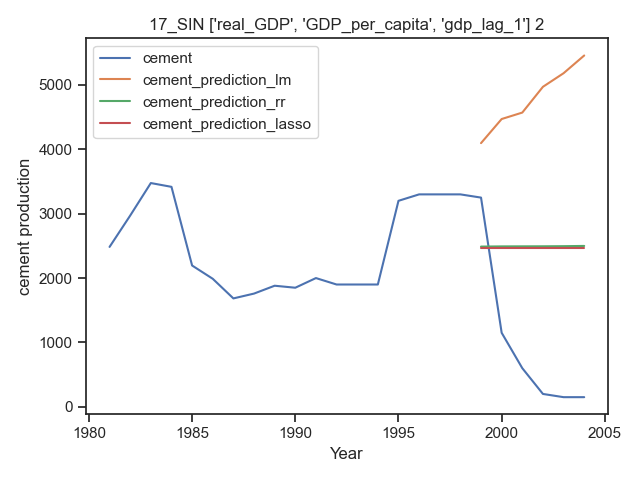 17_SIN ['real_GDP', 'GDP_per_capita', 'gdp_lag_1'] 2
cement
cement_prediction_lm
cement_prediction_rr
cement_prediction_lasso
cement production
5000
4000
3000
2000
1000
0
1980
1985
1990
1995
2000
2005
Year